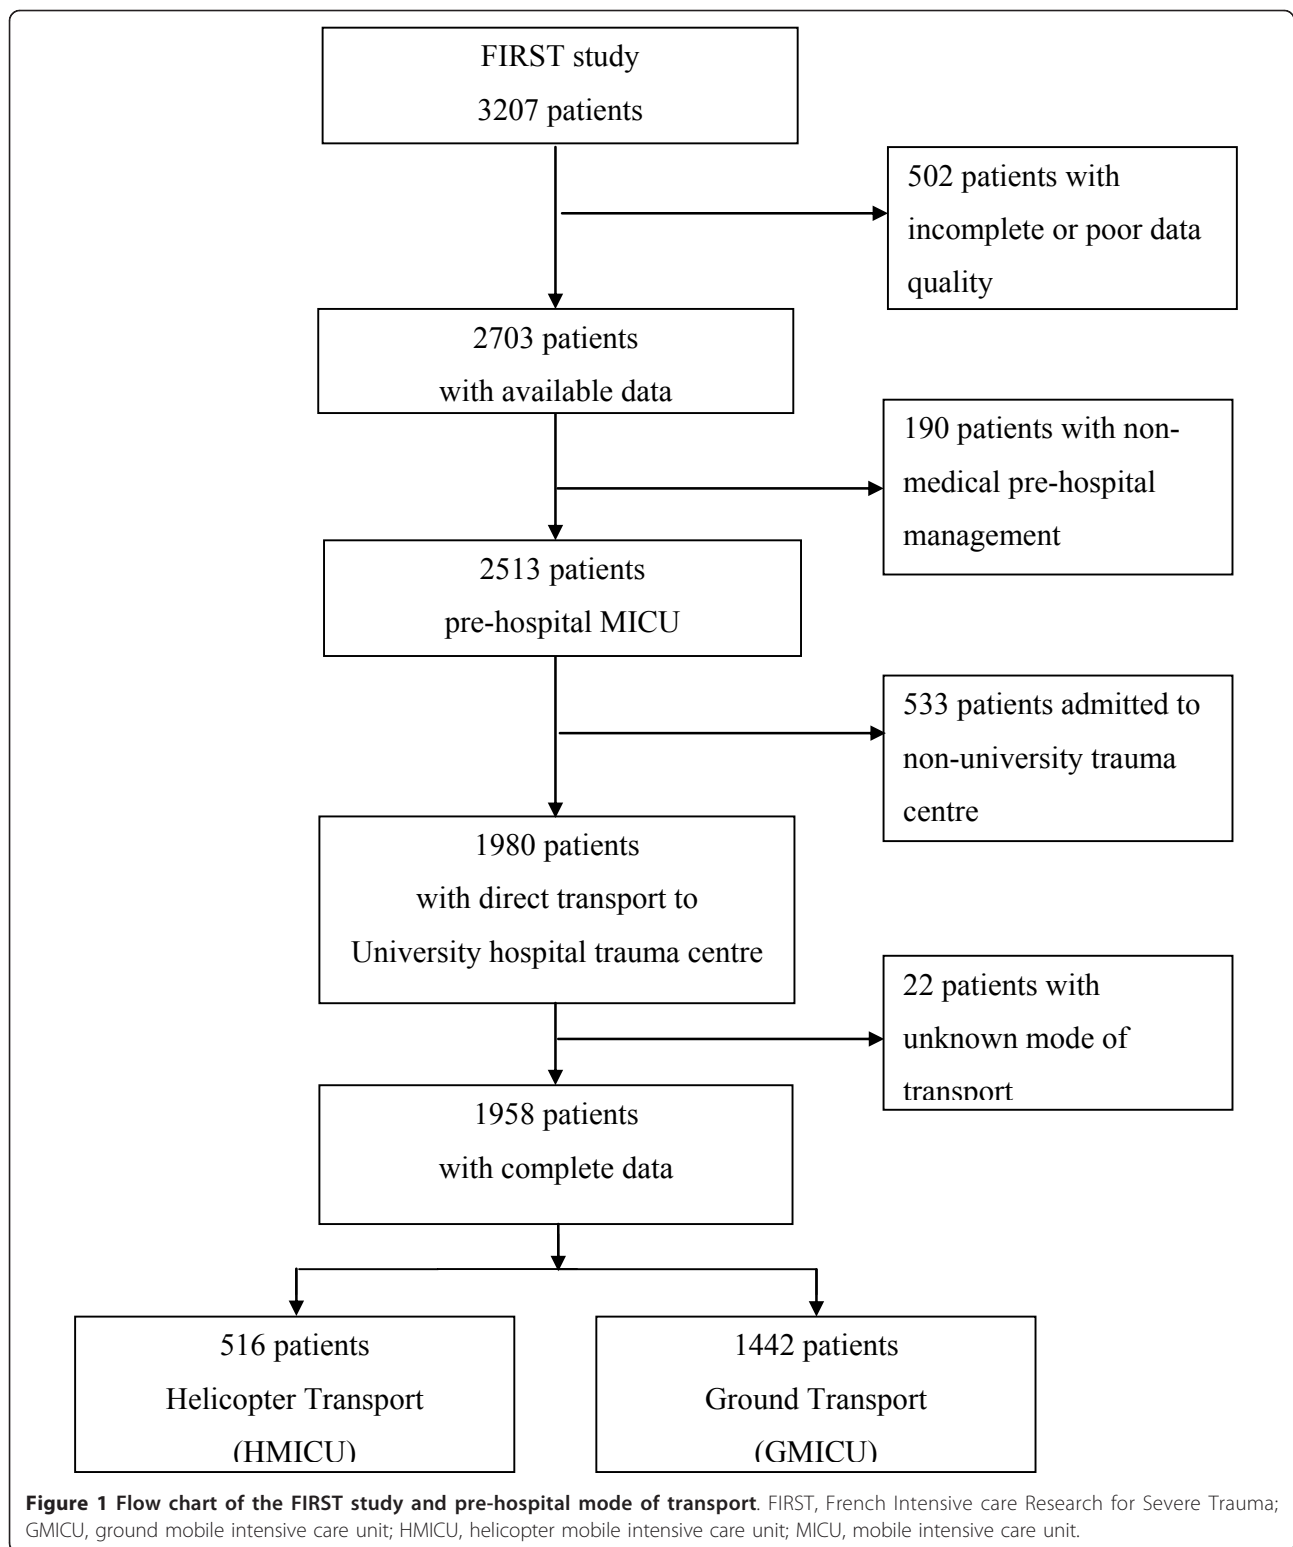 FIRST study
3207 patients
502 patients with
incomplete or poor data
quality
2703 patients
with available data
190 patients with non-
medical pre-hospital
management
2513 patients
pre-hospital MICU
533 patients admitted to
non-university trauma
centre
1980 patients
with direct transport to
University hospital trauma centre
22 patients with
unknown mode of
transport
1958 patients
with complete data
516 patients
Helicopter Transport
(HMICU)
1442 patients
Ground Transport
(GMICU)
Figure 1 Flow chart of the FIRST study and pre-hospital mode of transport. FIRST, French Intensive care Research for Severe Trauma;
GMICU, ground mobile intensive care unit; HMICU, helicopter mobile intensive care unit; MICU, mobile intensive care unit.